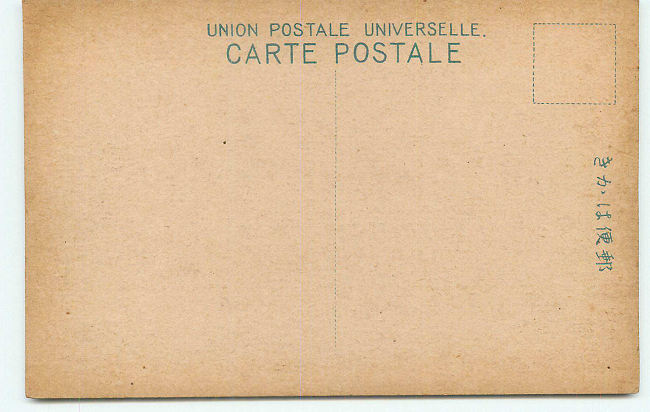 UNION POSTALE UNIVERSELLE.
CARTE POSTALE
郵便はかき